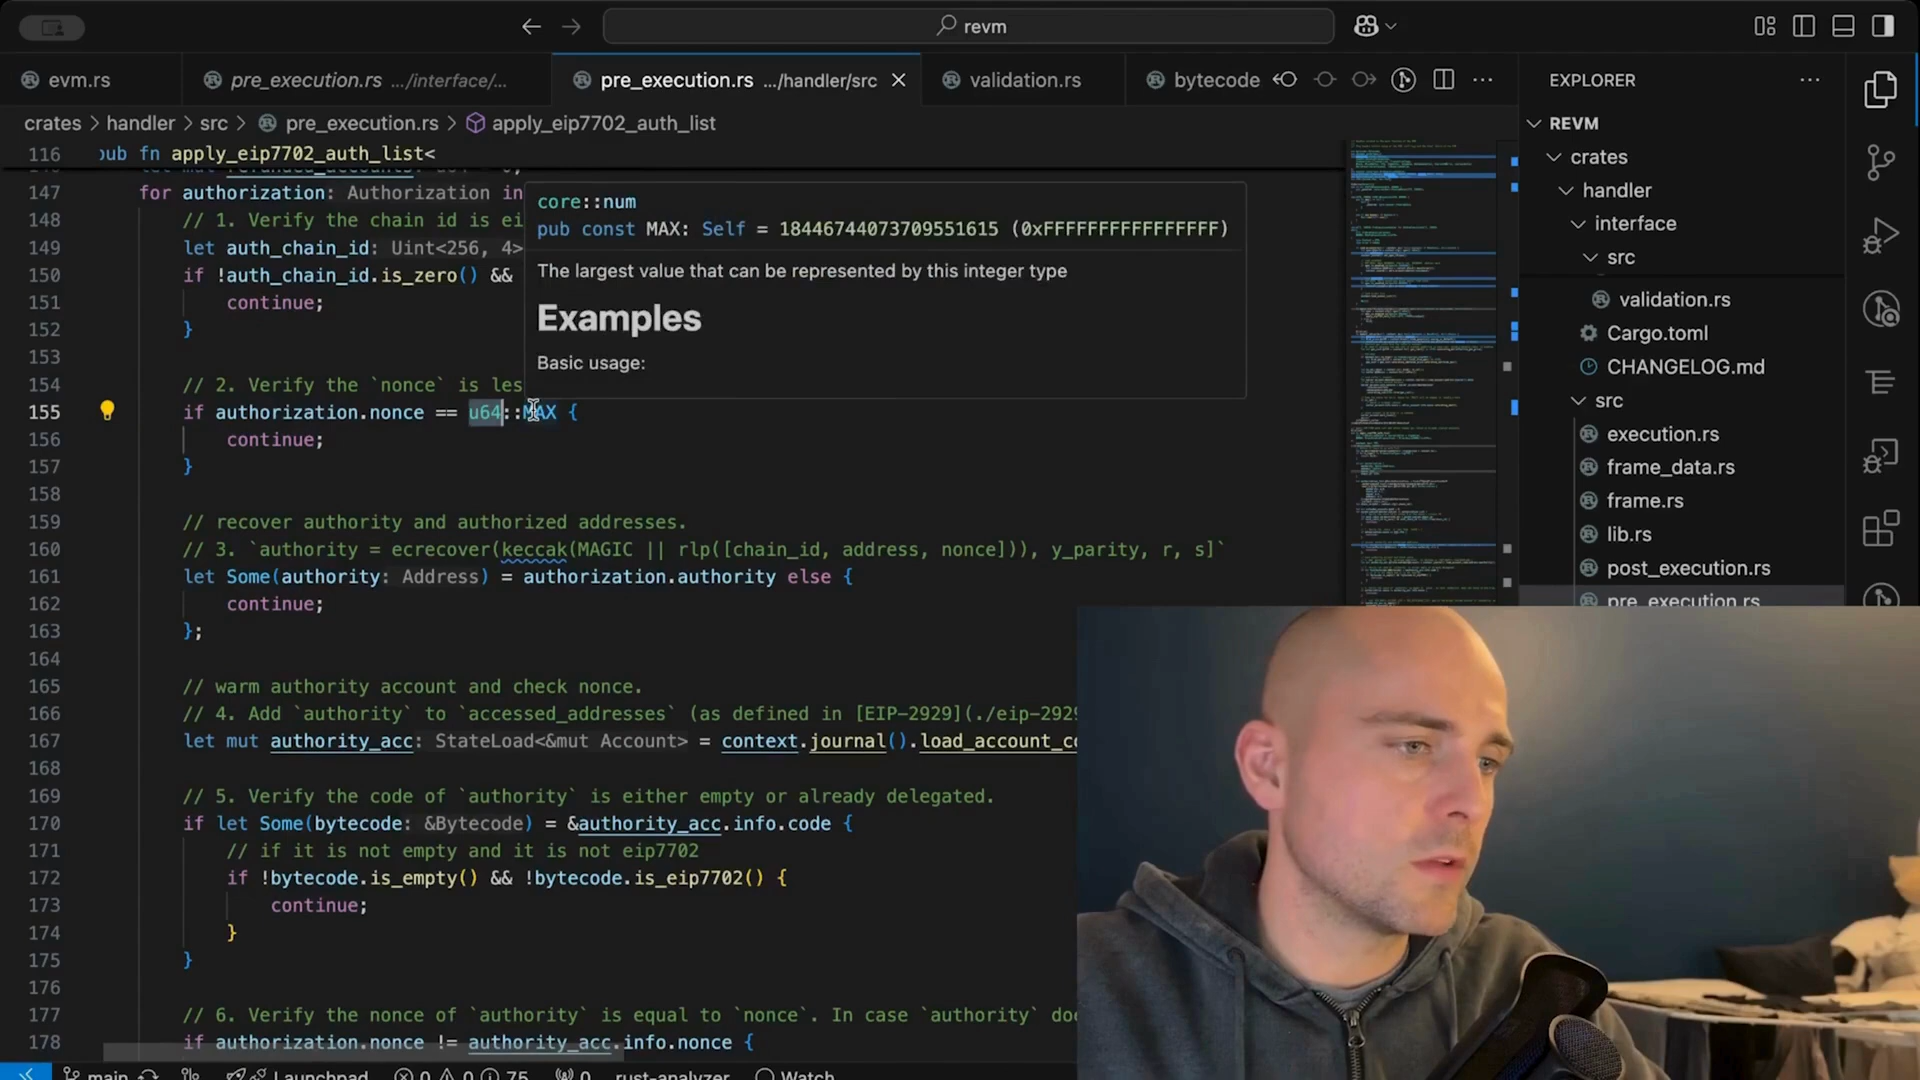 revm
evm.rs
pre_execution.rs .../interface/...
pre_execution.rs .../handler/src
validation.rs
bytecode
EXPLORER
crates > handler > src > pre_execution.rs > apply_eip7702_auth_list
REVM
crates
handler
interface
src
validation.rs
Cargo.toml
CHANGELOG.md
src
execution.rs
frame_data.rs
frame.rs
lib.rs
post_execution.rs
pre_execution.rs
116 pub fn apply_eip7702_auth_list<
147 for authorization: Authorization in
148 // 1. Verify the chain id is ei
149 let auth_chain_id: Uint<256, 4>
150 if !auth_chain_id.is_zero() &&
151 continue;
152 }
153
154 // 2. Verify the `nonce` is les
155 if authorization.nonce == u64::MAX {
156 continue;
157 }
158
159 // recover authority and authorized addresses.
160 // 3. `authority = ecrecover(keccak(MAGIC || rlp([chain_id, address, nonce])), y_parity, r, s]`
161 let Some(authority: Address) = authorization.authority else {
162 continue;
163 };
164
165 // warm authority account and check nonce.
166 // 4. Add `authority` to `accessed_addresses` (as defined in [EIP-2929](./eip-2929
167 let mut authority_acc: StateLoad<&mut Account> = context.journal().load_account_co
168
169 // 5. Verify the code of `authority` is either empty or already delegated.
170 if let Some(bytecode: &Bytecode) = &authority_acc.info.code {
171 // if it is not empty and it is not eip7702
172 if !bytecode.is_empty() && !bytecode.is_eip7702() {
173 continue;
174 }
175 }
176
177 // 6. Verify the nonce of `authority` is equal to `nonce`. In case `authority` doe
178 if authorization.nonce != authority_acc.info.nonce {
core::num
pub const MAX: Self = 18446744073709551615 (0xFFFFFFFFFFFFFFFF)
The largest value that can be represented by this integer type
Examples
Basic usage:
main Launchpad 0 0 75 0 rust-analyzer Watch